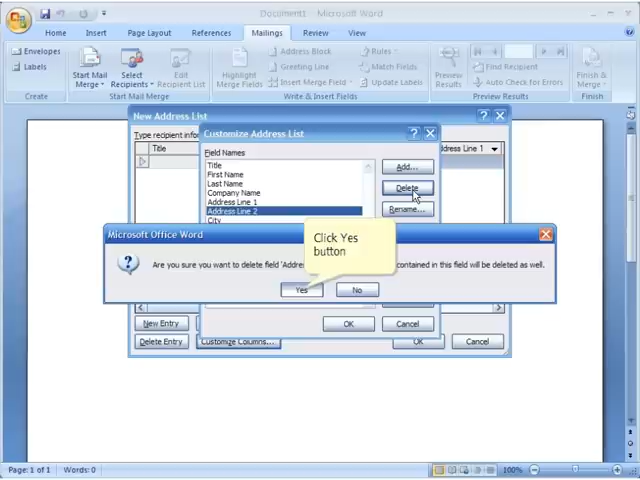 Document1 - Microsoft Word
Home Insert Page Layout References Mailings Review View
Envelopes
Labels
Create
Start Mail
Merge
Select
Recipients
Edit
Recipient List
Start Mail Merge
Highlight
Merge Fields
Address Block
Greeting Line
Insert Merge Field
Rules
Match Fields
Update Labels
Write & Insert Fields
Preview
Results
Find Recipient
Auto Check for Errors
Preview Results
Finish &
Merge
Finish
New Address List
Type recipient
Title
ddress Line 1
Customize Address List
Field Names
Title
First Name
Last Name
Company Name
Address Line 1
Address Line 2
City
Add...
Delete
Rename...
Microsoft Office Word
Click Yes
button
Are you sure you want to delete field 'Addre
contained in this field will be deleted as well.
Yes No
OK Cancel
New Entry
Delete Entry
Customize Columns...
OK Cancel
Page: 1 of 1 Words: 0
100%